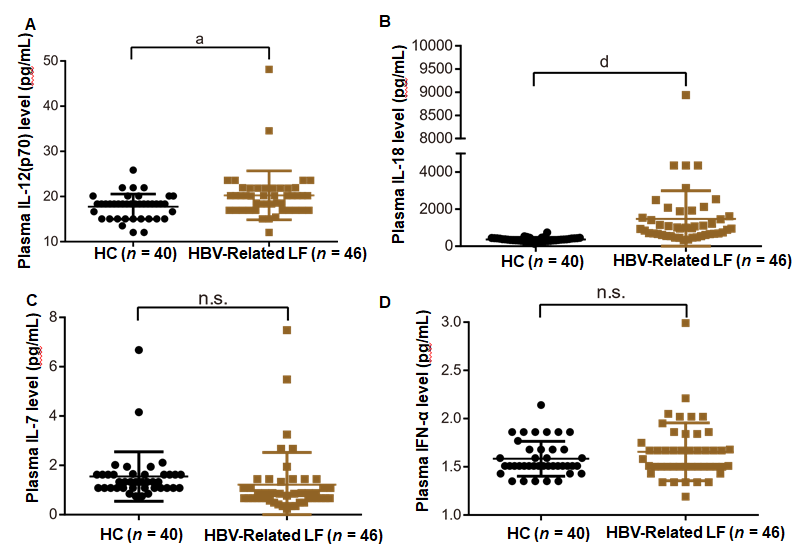 A
a
Plasma IL-12(p70) level (pg/mL)
50
40
30
20
10
HC (n = 40)
HBV-Related LF (n = 46)
B
d
Plasma IL-18 level (pg/mL)
10000
9500
9000
8500
8000
4000
2000
0
HC (n = 40)
HBV-Related LF (n = 46)
C
n.s.
Plasma IL-7 level (pg/mL)
8
6
4
2
0
HC (n = 40)
HBV-Related LF (n = 46)
D
n.s.
Plasma IFN-α level (pg/mL)
3.0
2.5
2.0
1.5
1.0
HC (n = 40)
HBV-Related LF (n = 46)